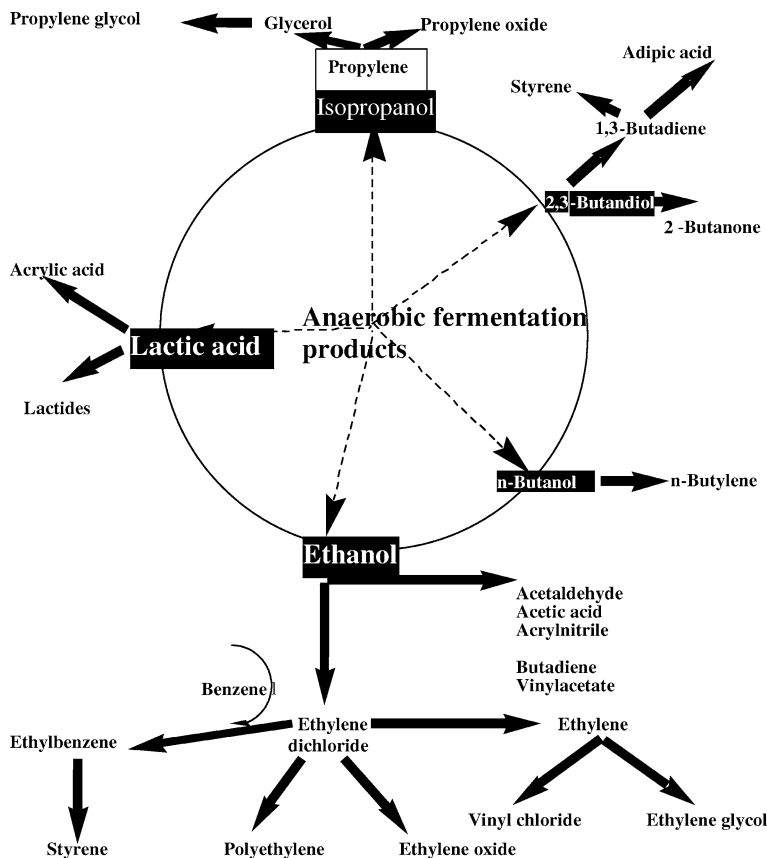 Propylene glycol
Glycerol
Propylene oxide
Propylene
Isopropanol
Adipic acid
Styrene
1,3-Butadiene
2,3-Butandiol
2 -Butanone
Acrylic acid
Anaerobic fermentation
products
Lactic acid
Lactides
n-Butanol
n-Butylene
Ethanol
Acetaldehyde
Acetic acid
Acrylnitrile
Butadiene
Vinylacetate
Benzene
Ethylbenzene
Ethylene
dichloride
Ethylene
Styrene
Polyethylene
Ethylene oxide
Vinyl chloride
Ethylene glycol